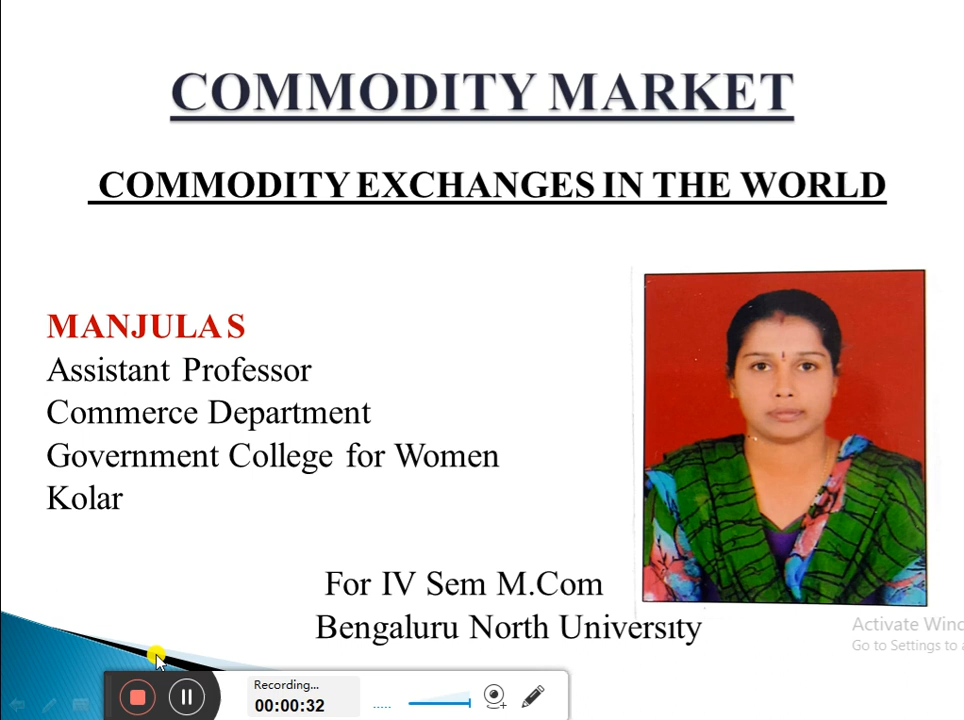 COMMODITY MARKET
COMMODITY EXCHANGES IN THE WORLD
MANJULA S
Assistant Professor
Commerce Department
Government College for Women
Kolar
For IV Sem M.Com
Bengaluru North University
Activate Winc
Go to Settings to a
Recording...
00:00:32